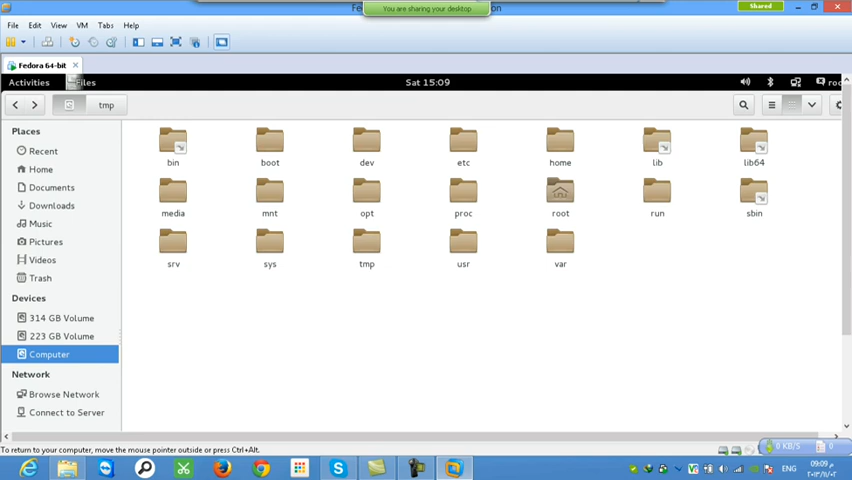 You are sharing your desktop
Shared
File Edit View VM Tabs Help
Fedora 64-bit
Activities Files Sat 15:09
tmp
Places
Recent
Home
Documents
Downloads
Music
Pictures
Videos
Trash
Devices
314 GB Volume
223 GB Volume
Computer
Network
Browse Network
Connect to Server
bin boot dev etc home lib lib64
media mnt opt proc root run sbin
srv sys tmp usr var
To return to your computer, move the mouse pointer outside or press Ctrl+Alt.
0 KB/S 0
ENG
م 09:09